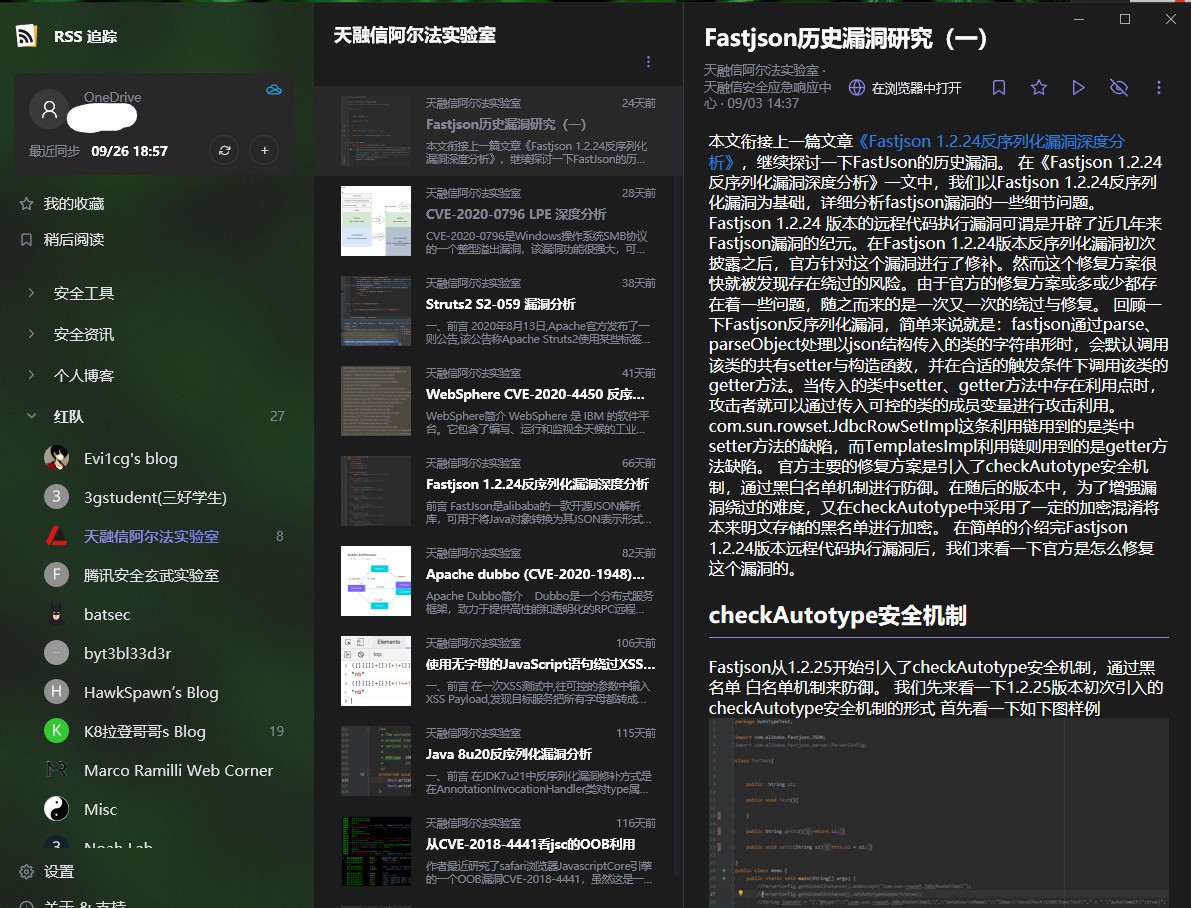 RSS 追踪
OneDrive
最近同步 09/26 18:57
我的收藏
稍后阅读
安全工具
安全资讯
个人博客
红队 27
Evi1cg's blog
3 3gstudent(三好学生)
天融信阿尔法实验室 8
F 腾讯安全玄武实验室
batsec
byt3bl33d3r
H HawkSpawn's Blog
K K8拉登哥哥s Blog 19
Marco Ramilli Web Corner
Misc
设置
天融信阿尔法实验室
天融信阿尔法实验室 24天前
Fastjson历史漏洞研究（一）
本文衔接上一篇文章《Fastjson 1.2.24反序列化
漏洞深度分析》，继续探讨一下FastJson的历...
天融信阿尔法实验室 28天前
CVE-2020-0796 LPE 深度分析
CVE-2020-0796是Windows操作系统SMB协议
的一个整型溢出漏洞，该漏洞功能很强大，可...
天融信阿尔法实验室 38天前
Struts2 S2-059 漏洞分析
一、前言 2020年8月13日,Apache官方发布了一
则公告,该公告称Apache Struts2使用某些标签...
天融信阿尔法实验室 41天前
WebSphere CVE-2020-4450 反序...
WebSphere简介 WebSphere 是 IBM 的软件平
台。它包含了编写、运行和监视全天候的工业...
天融信阿尔法实验室 66天前
Fastjson 1.2.24反序列化漏洞深度分析
前言 FastJson是alibaba的一款开源JSON解析
库，可用于将Java对象转换为其JSON表示形式...
天融信阿尔法实验室 82天前
Apache dubbo (CVE-2020-1948)...
Apache Dubbo简介 Dubbo是一个分布式服务
框架，致力于提供高性能和透明化的RPC远程...
天融信阿尔法实验室 106天前
Elements
top
"nb"
"nb"
使用无字母的JavaScript语句绕过XSS...
一、前言 在一次XSS测试中,往可控的参数中输入
XSS Payload,发现目标服务把所有字母都转成...
天融信阿尔法实验室 115天前
Java 8u20反序列化漏洞分析
一、前言 在JDK7u21中反序列化漏洞修补方式是
在AnnotationInvocationHandler类对type属...
天融信阿尔法实验室 116天前
从CVE-2018-4441看jsc的OOB利用
作者最近研究了safari浏览器JavascriptCore引擎
的一个OOB漏洞CVE-2018-4441，虽然这是一...
Fastjson历史漏洞研究（一）
天融信阿尔法实验室 ·
天融信安全应急响应中
心 · 09/03 14:37
在浏览器中打开
本文衔接上一篇文章《Fastjson 1.2.24反序列化漏洞深度分
析》，继续探讨一下FastJson的历史漏洞。 在《Fastjson 1.2.24
反序列化漏洞深度分析》一文中，我们以Fastjson 1.2.24反序列
化漏洞为基础，详细分析fastjson漏洞的一些细节问题。
Fastjson 1.2.24 版本的远程代码执行漏洞可谓是开辟了近几年来
Fastjson漏洞的纪元。在Fastjson 1.2.24版本反序列化漏洞初次
披露之后，官方针对这个漏洞进行了修补。然而这个修复方案很
快就被发现存在绕过的风险。由于官方的修复方案或多或少都存
在着一些问题，随之而来的是一次又一次的绕过与修复。 回顾一
下Fastjson反序列化漏洞，简单来说就是：fastjson通过parse、
parseObject处理以json结构传入的类的字符串形时，会默认调用
该类的共有setter与构造函数，并在合适的触发条件下调用该类的
getter方法。当传入的类中setter、getter方法中存在利用点时，
攻击者就可以通过传入可控的类的成员变量进行攻击利用。
com.sun.rowset.JdbcRowSetImpl这条利用链用到的是类中
setter方法的缺陷，而TemplatesImpl利用链则用到的是getter方
法缺陷。 官方主要的修复方案是引入了checkAutotype安全机
制，通过黑白名单机制进行防御。在随后的版本中，为了增强漏
洞绕过的难度，又在checkAutotype中采用了一定的加密混淆将
本来明文存储的黑名单进行加密。 在简单的介绍完Fastjson
1.2.24版本远程代码执行漏洞后，我们来看一下官方是怎么修复
这个漏洞的。
checkAutotype安全机制
Fastjson从1.2.25开始引入了checkAutotype安全机制，通过黑
名单 白名单机制来防御。 我们先来看一下1.2.25版本初次引入的
checkAutotype安全机制的形式 首先看一下如下图样例
package AutoTypeTest;
import com.alibaba.fastjson.JSON;
import com.alibaba.fastjson.parser.ParserConfig;
class ForTest{
public String s1;
public void Test(){
}
}
public class demo {
public static void main(String[] args) {